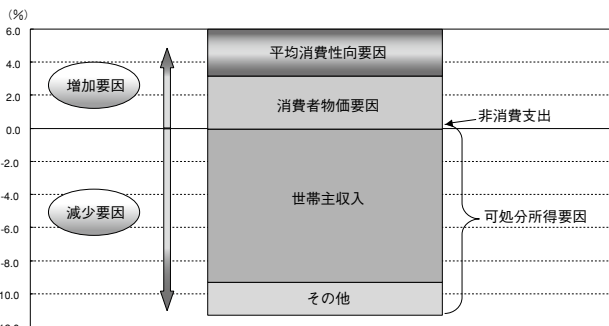 (%)
6.0
4.0
2.0
0.0
-2.0
-4.0
-6.0
-8.0
10.0
平均消費性向要因
増加要因
消費者物価要因
非消費支出
世帯主収入
減少要因
可処分所得要因
その他